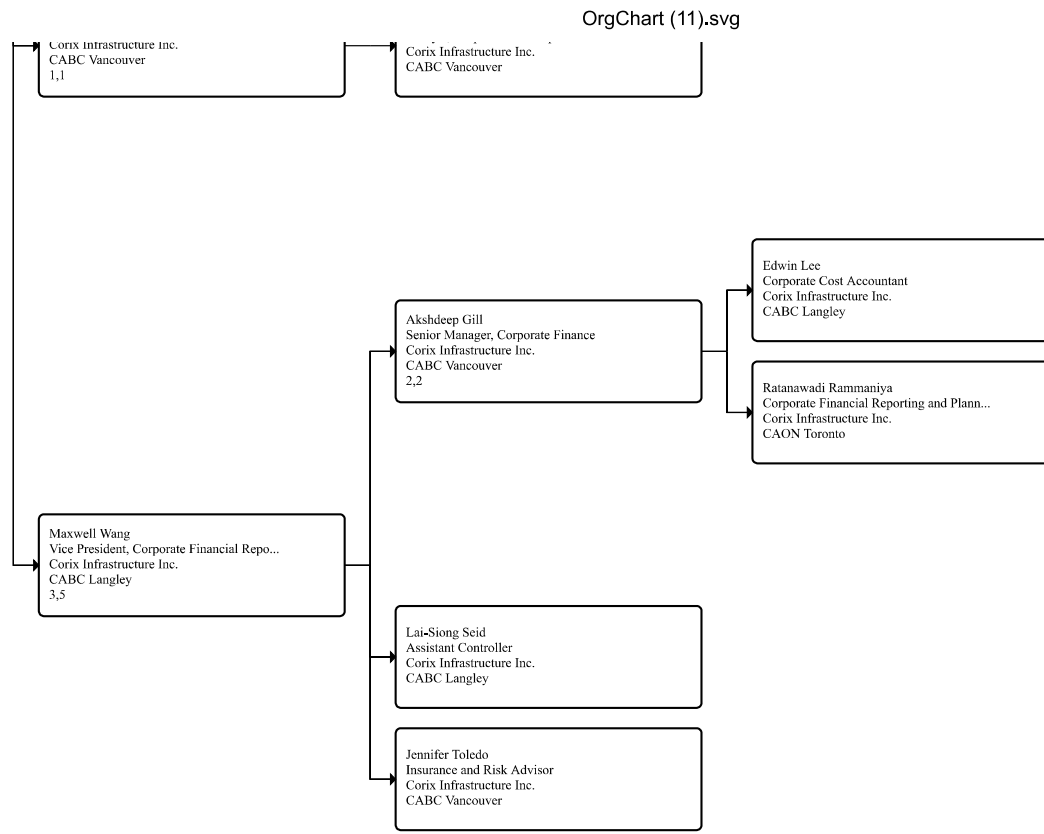 OrgChart (11).svg
Corix Infrastructure Inc.
CABC Vancouver
1,1
Corix Infrastructure Inc.
CABC Vancouver
Edwin Lee
Corporate Cost Accountant
Corix Infrastructure Inc.
CABC Langley
Akshdeep Gill
Senior Manager, Corporate Finance
Corix Infrastructure Inc.
CABC Vancouver
2,2
Ratanawadi Rammaniya
Corporate Financial Reporting and Plann...
Corix Infrastructure Inc.
CAON Toronto
Maxwell Wang
Vice President, Corporate Financial Repo...
Corix Infrastructure Inc.
CABC Langley
3,5
Lai-Siong Seid
Assistant Controller
Corix Infrastructure Inc.
CABC Langley
Jennifer Toledo
Insurance and Risk Advisor
Corix Infrastructure Inc.
CABC Vancouver